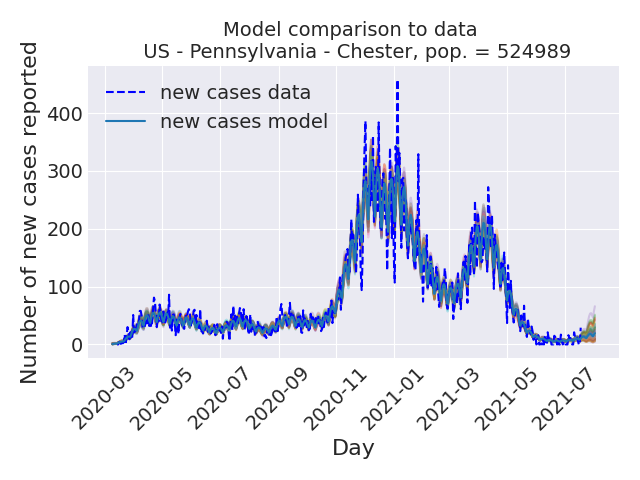 Model comparison to data
US - Pennsylvania - Chester, pop. = 524989
Number of new cases reported
400
300
200
100
0
new cases data
new cases model
2020-03
2020-05
2020-07
2020-09
2020-11
2021-01
2021-03
2021-05
2021-07
Day